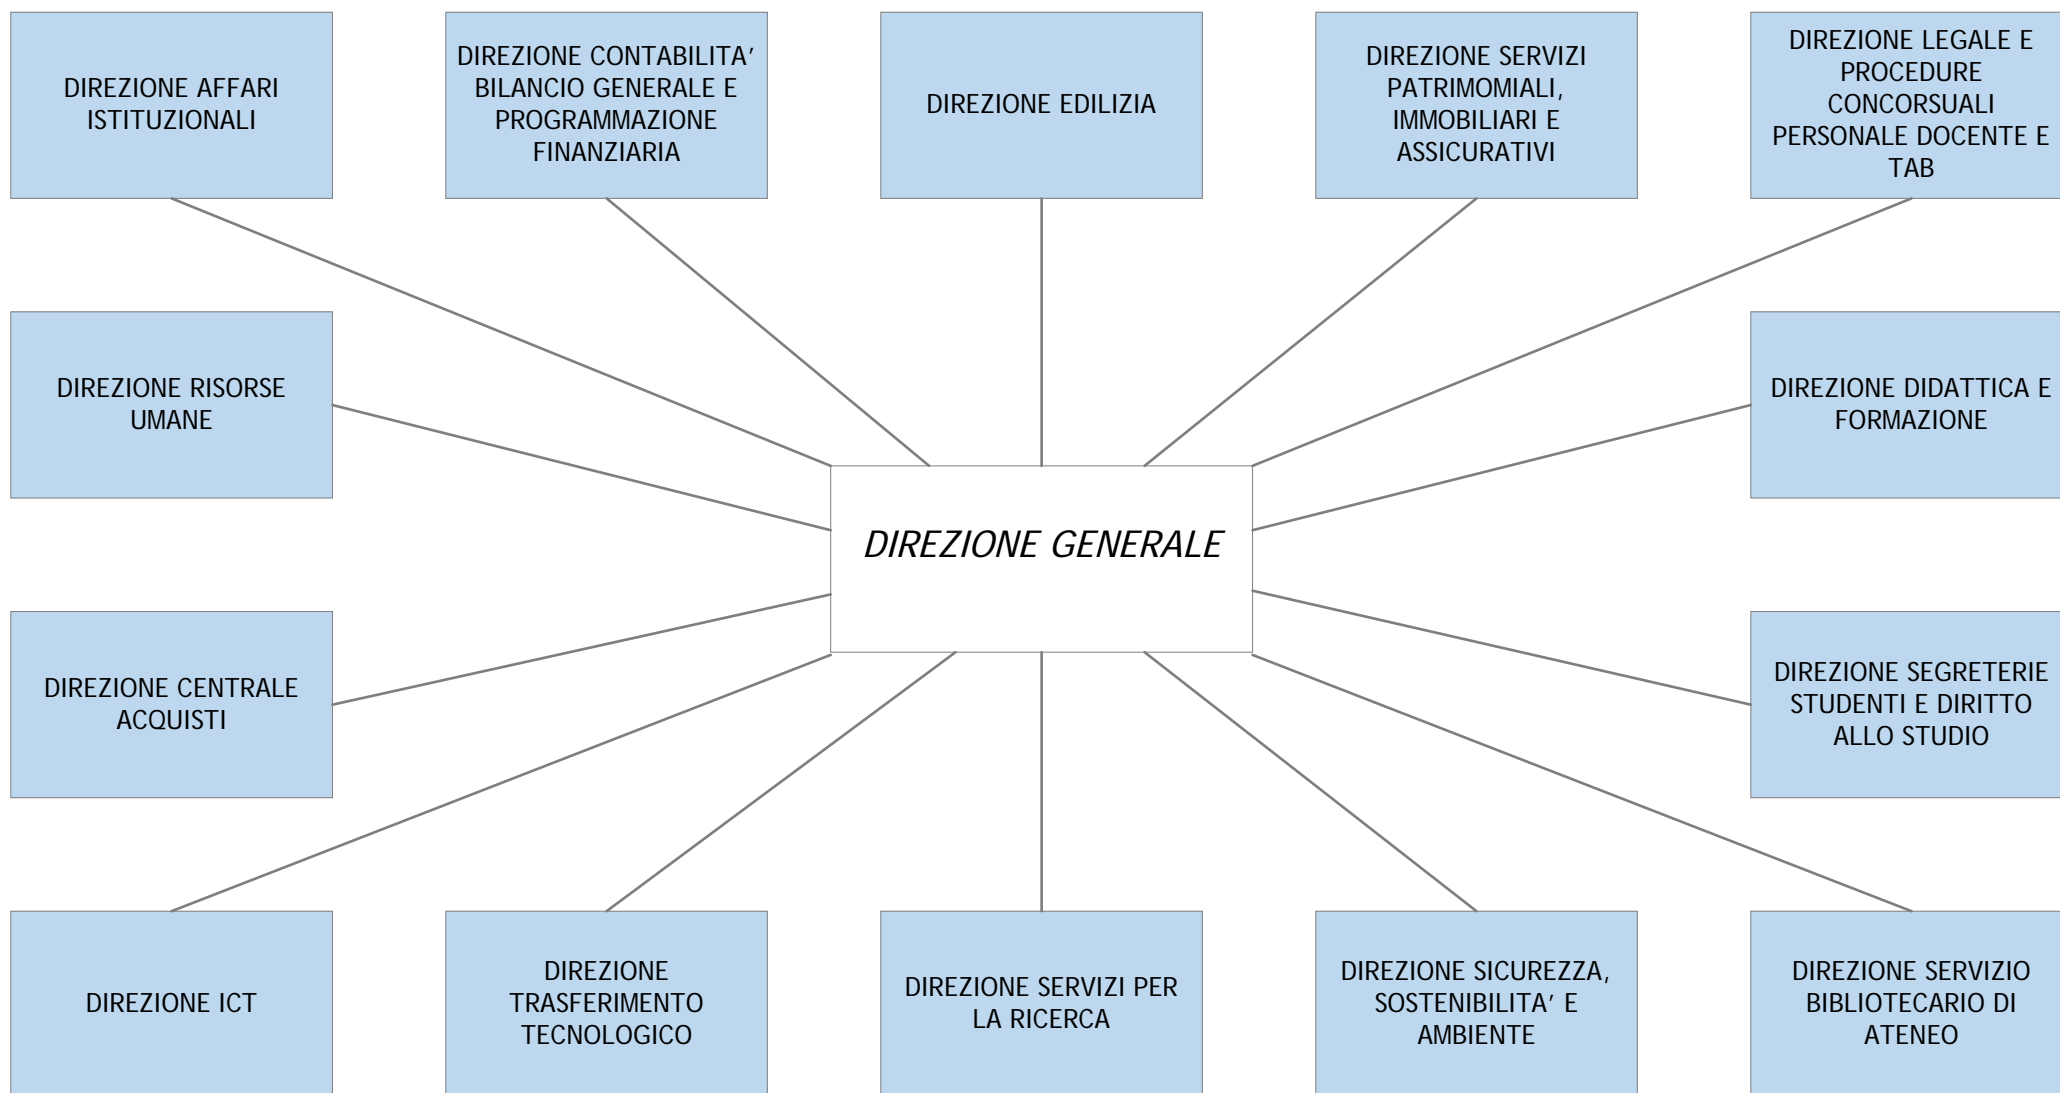 DIREZIONE AFFARI
ISTITUZIONALI
DIREZIONE CONTABILITA’
BILANCIO GENERALE E
PROGRAMMAZIONE
FINANZIARIA
DIREZIONE EDILIZIA
DIREZIONE SERVIZI
PATRIMOMIALI,
IMMOBILIARI E
ASSICURATIVI
DIREZIONE LEGALE E
PROCEDURE
CONCORSUALI
PERSONALE DOCENTE E
TAB
DIREZIONE RISORSE
UMANE
DIREZIONE DIDATTICA E
FORMAZIONE
DIREZIONE GENERALE
DIREZIONE CENTRALE
ACQUISTI
DIREZIONE SEGRETERIE
STUDENTI E DIRITTO
ALLO STUDIO
DIREZIONE ICT
DIREZIONE
TRASFERIMENTO
TECNOLOGICO
DIREZIONE SERVIZI PER
LA RICERCA
DIREZIONE SICUREZZA,
SOSTENIBILITA’ E
AMBIENTE
DIREZIONE SERVIZIO
BIBLIOTECARIO DI
ATENEO